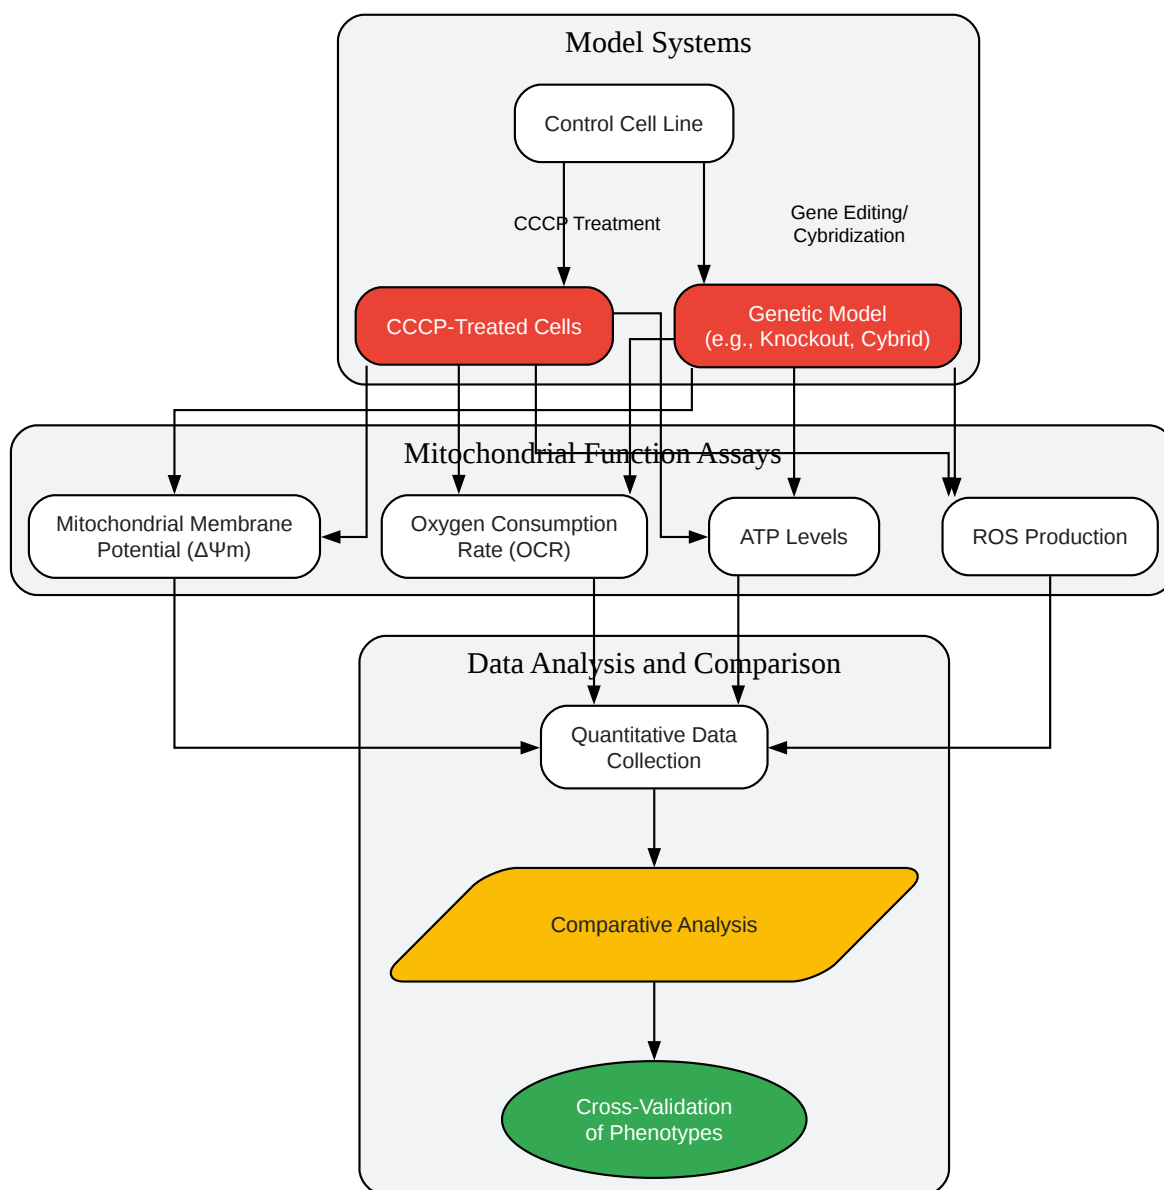 Model Systems
Control Cell Line
CCCP Treatment
Gene Editing/
Cybridization
CCCP-Treated Cells
Genetic Model
(e.g., Knockout, Cybrid)
Mitochondrial Function Assays
Mitochondrial Membrane
Potential (ΔΨm)
Oxygen Consumption
Rate (OCR)
ATP Levels
ROS Production
Data Analysis and Comparison
Quantitative Data
Collection
Comparative Analysis
Cross-Validation
of Phenotypes